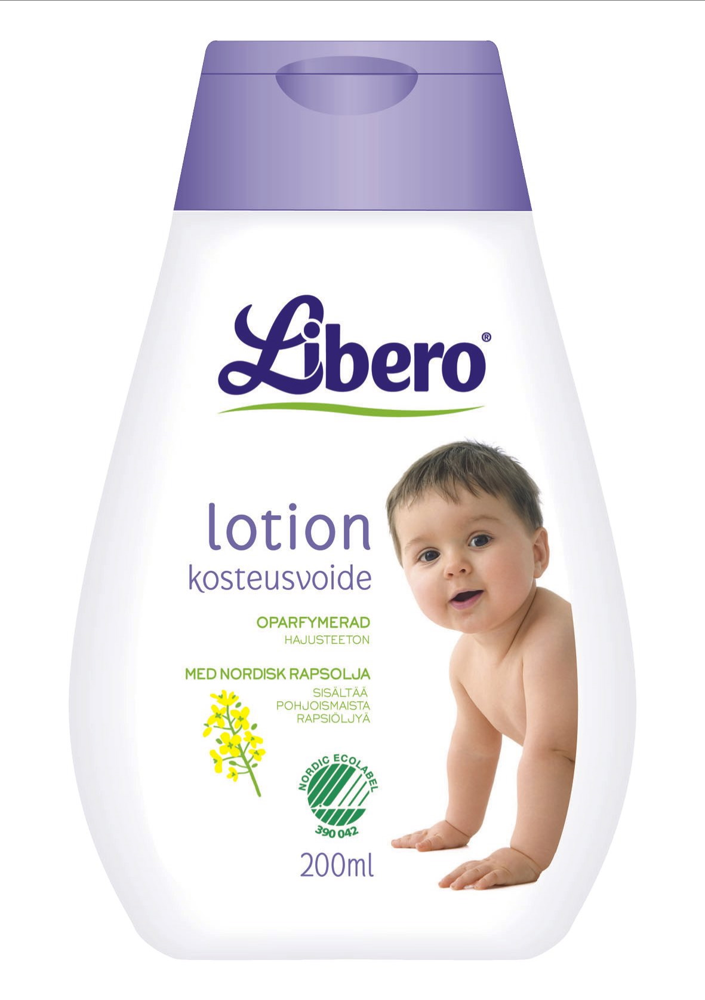 Libero®
lotion
kosteusvoide
OPARFYMERAD
HAJUSTEETON
MED NORDISK RAPSOLJA
SISÄLTÄÄ
POHJOISMAISTA
RAPSIÖLJYÄ
NORDIC ECOLABEL
390 042
200ml